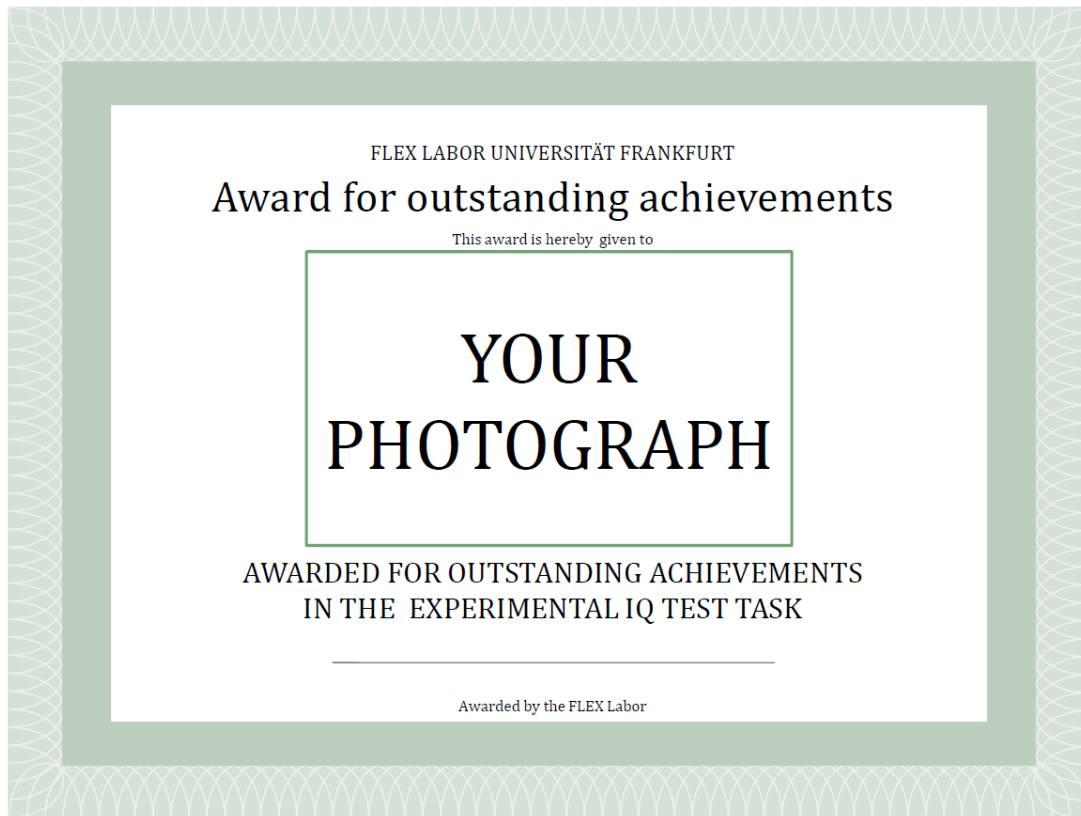 FLEX LABOR UNIVERSITÄT FRANKFURT
Award for outstanding achievements
This award is hereby given to
YOUR
PHOTOGRAPH
AWARDED FOR OUTSTANDING ACHIEVEMENTS
IN THE EXPERIMENTAL IQ TEST TASK
Awarded by the FLEX Labor